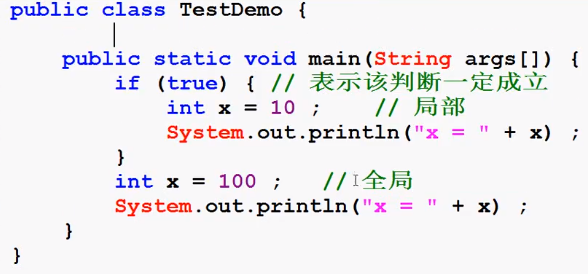 public class TestDemo {
public static void main(String args[]) {
if (true) { // 表示该判断一定成立
int x = 10 ; // 局部
System.out.println("x = " + x) ;
}
int x = 100 ; // 全局
System.out.println("x = " + x) ;
}
}